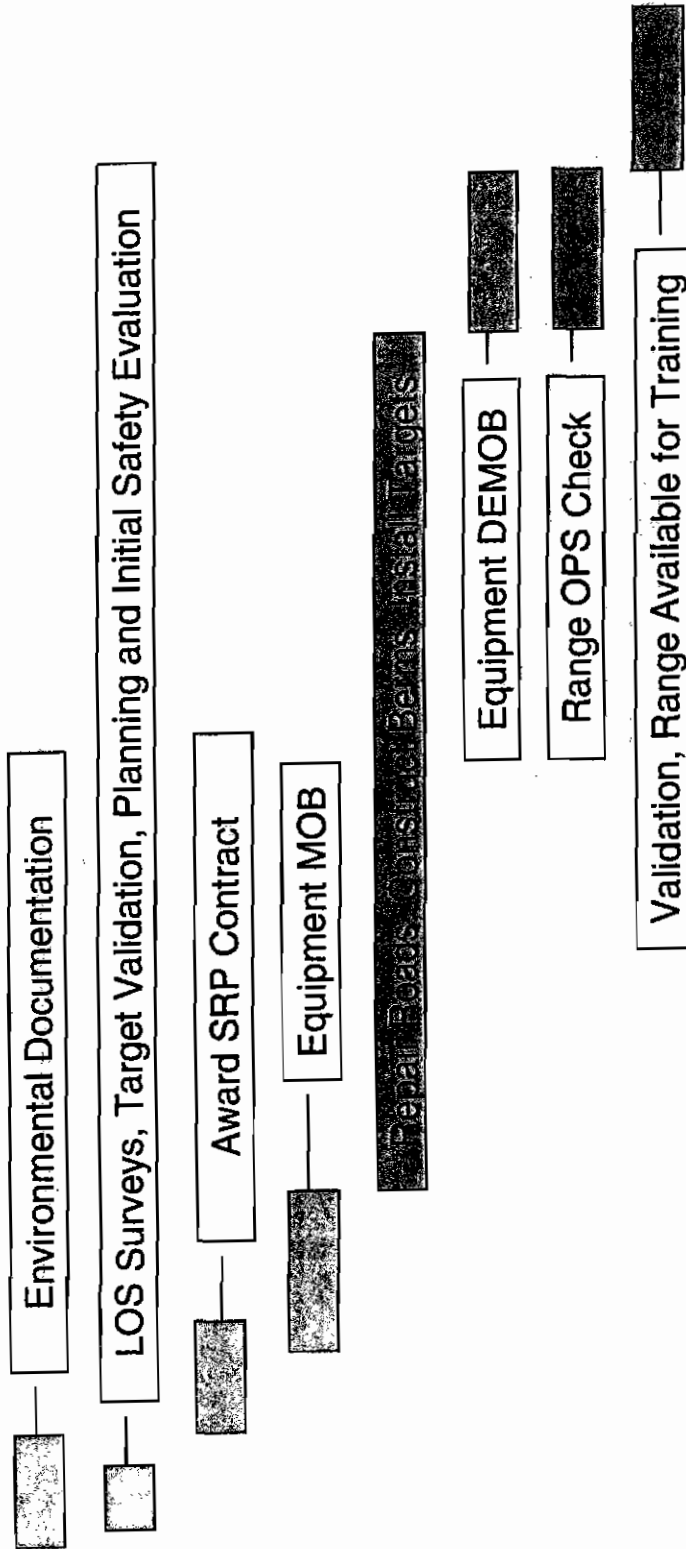 Environmental Documentation
LOS Surveys, Target Validation, Planning and Initial Safety Evaluation
Award SRP Contract
Equipment MOB
Repair Roads, Construct Berms, Install Targets
Equipment DEMOB
Range OPS Check
Validation, Range Available for Training